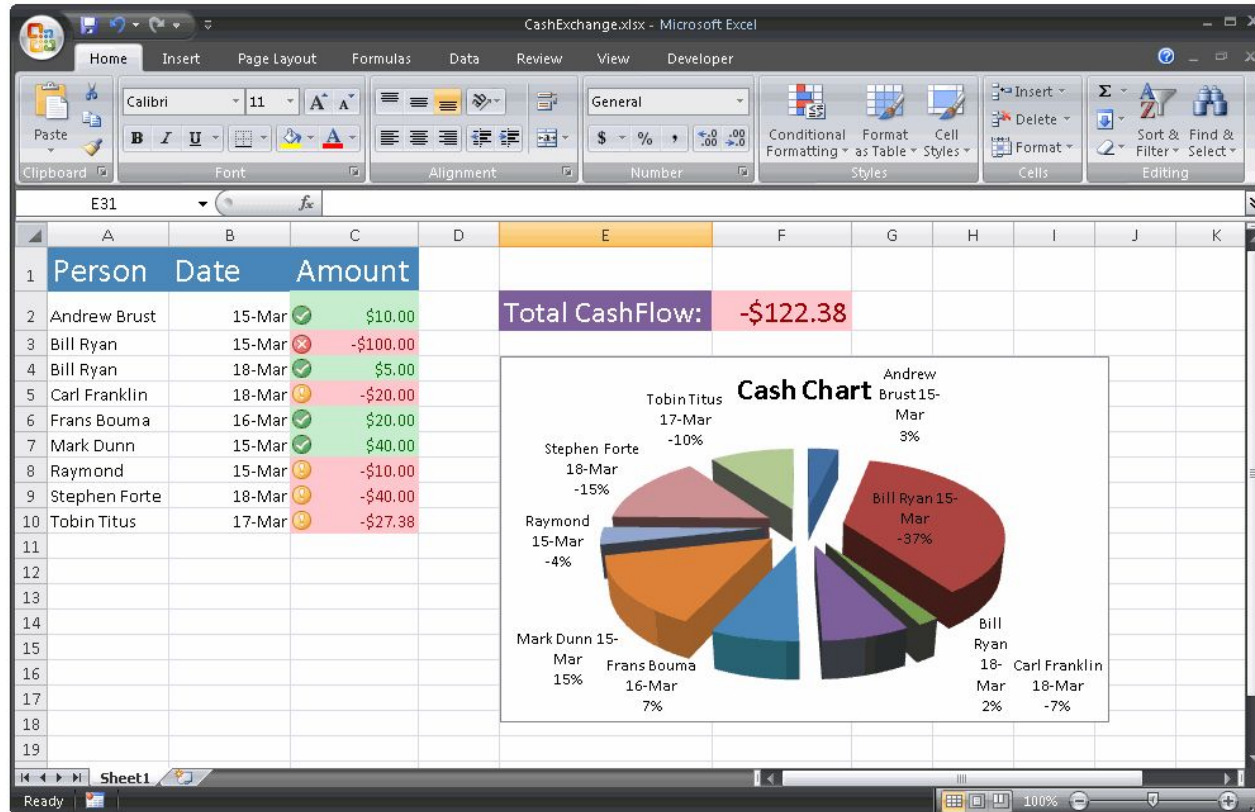 CashExchange.xlsx - Microsoft Excel
Home Insert Page Layout Formulas Data Review View Developer
Paste
Clipboard
Calibri 11
B I U
Font
Alignment
General
$ % , .00 .0
Number
Conditional Formatting
Format as Table
Cell Styles
Styles
Insert
Delete
Format
Cells
Σ
Sort & Filter
Find & Select
Editing
E31 fx
A B C D E F G H I J K
1 Person Date Amount
2 Andrew Brust 15-Mar $10.00 Total CashFlow: -$122.38
3 Bill Ryan 15-Mar -$100.00
4 Bill Ryan 18-Mar $5.00
5 Carl Franklin 18-Mar -$20.00
6 Frans Bouma 16-Mar $20.00
7 Mark Dunn 15-Mar $40.00
8 Raymond 15-Mar -$10.00
9 Stephen Forte 18-Mar -$40.00
10 Tobin Titus 17-Mar -$27.38
11
12
13
14
15
16
17
18
19
Cash Chart
Andrew
Brust 15-
Mar
3%
Tobin Titus
17-Mar
-10%
Stephen Forte
18-Mar
-15%
Bill Ryan 15-
Mar
-37%
Raymond
15-Mar
-4%
Mark Dunn 15-
Mar
15%
Frans Bouma
16-Mar
7%
Bill
Ryan
18-
Mar
2%
Carl Franklin
18-Mar
-7%
Sheet1
Ready 100%